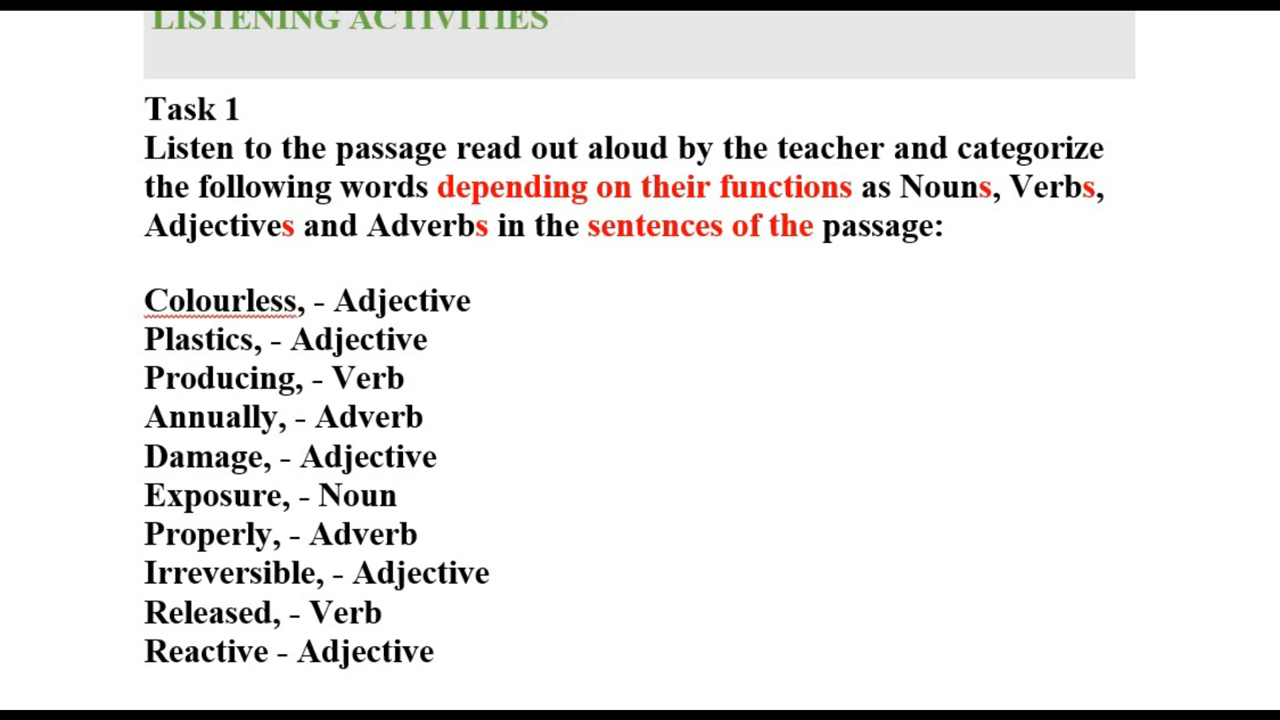 LISTENING ACTIVITIES
Task 1
Listen to the passage read out aloud by the teacher and categorize
the following words depending on their functions as Nouns, Verbs,
Adjectives and Adverbs in the sentences of the passage:
Colourless, - Adjective
Plastics, - Adjective
Producing, - Verb
Annually, - Adverb
Damage, - Adjective
Exposure, - Noun
Properly, - Adverb
Irreversible, - Adjective
Released, - Verb
Reactive - Adjective